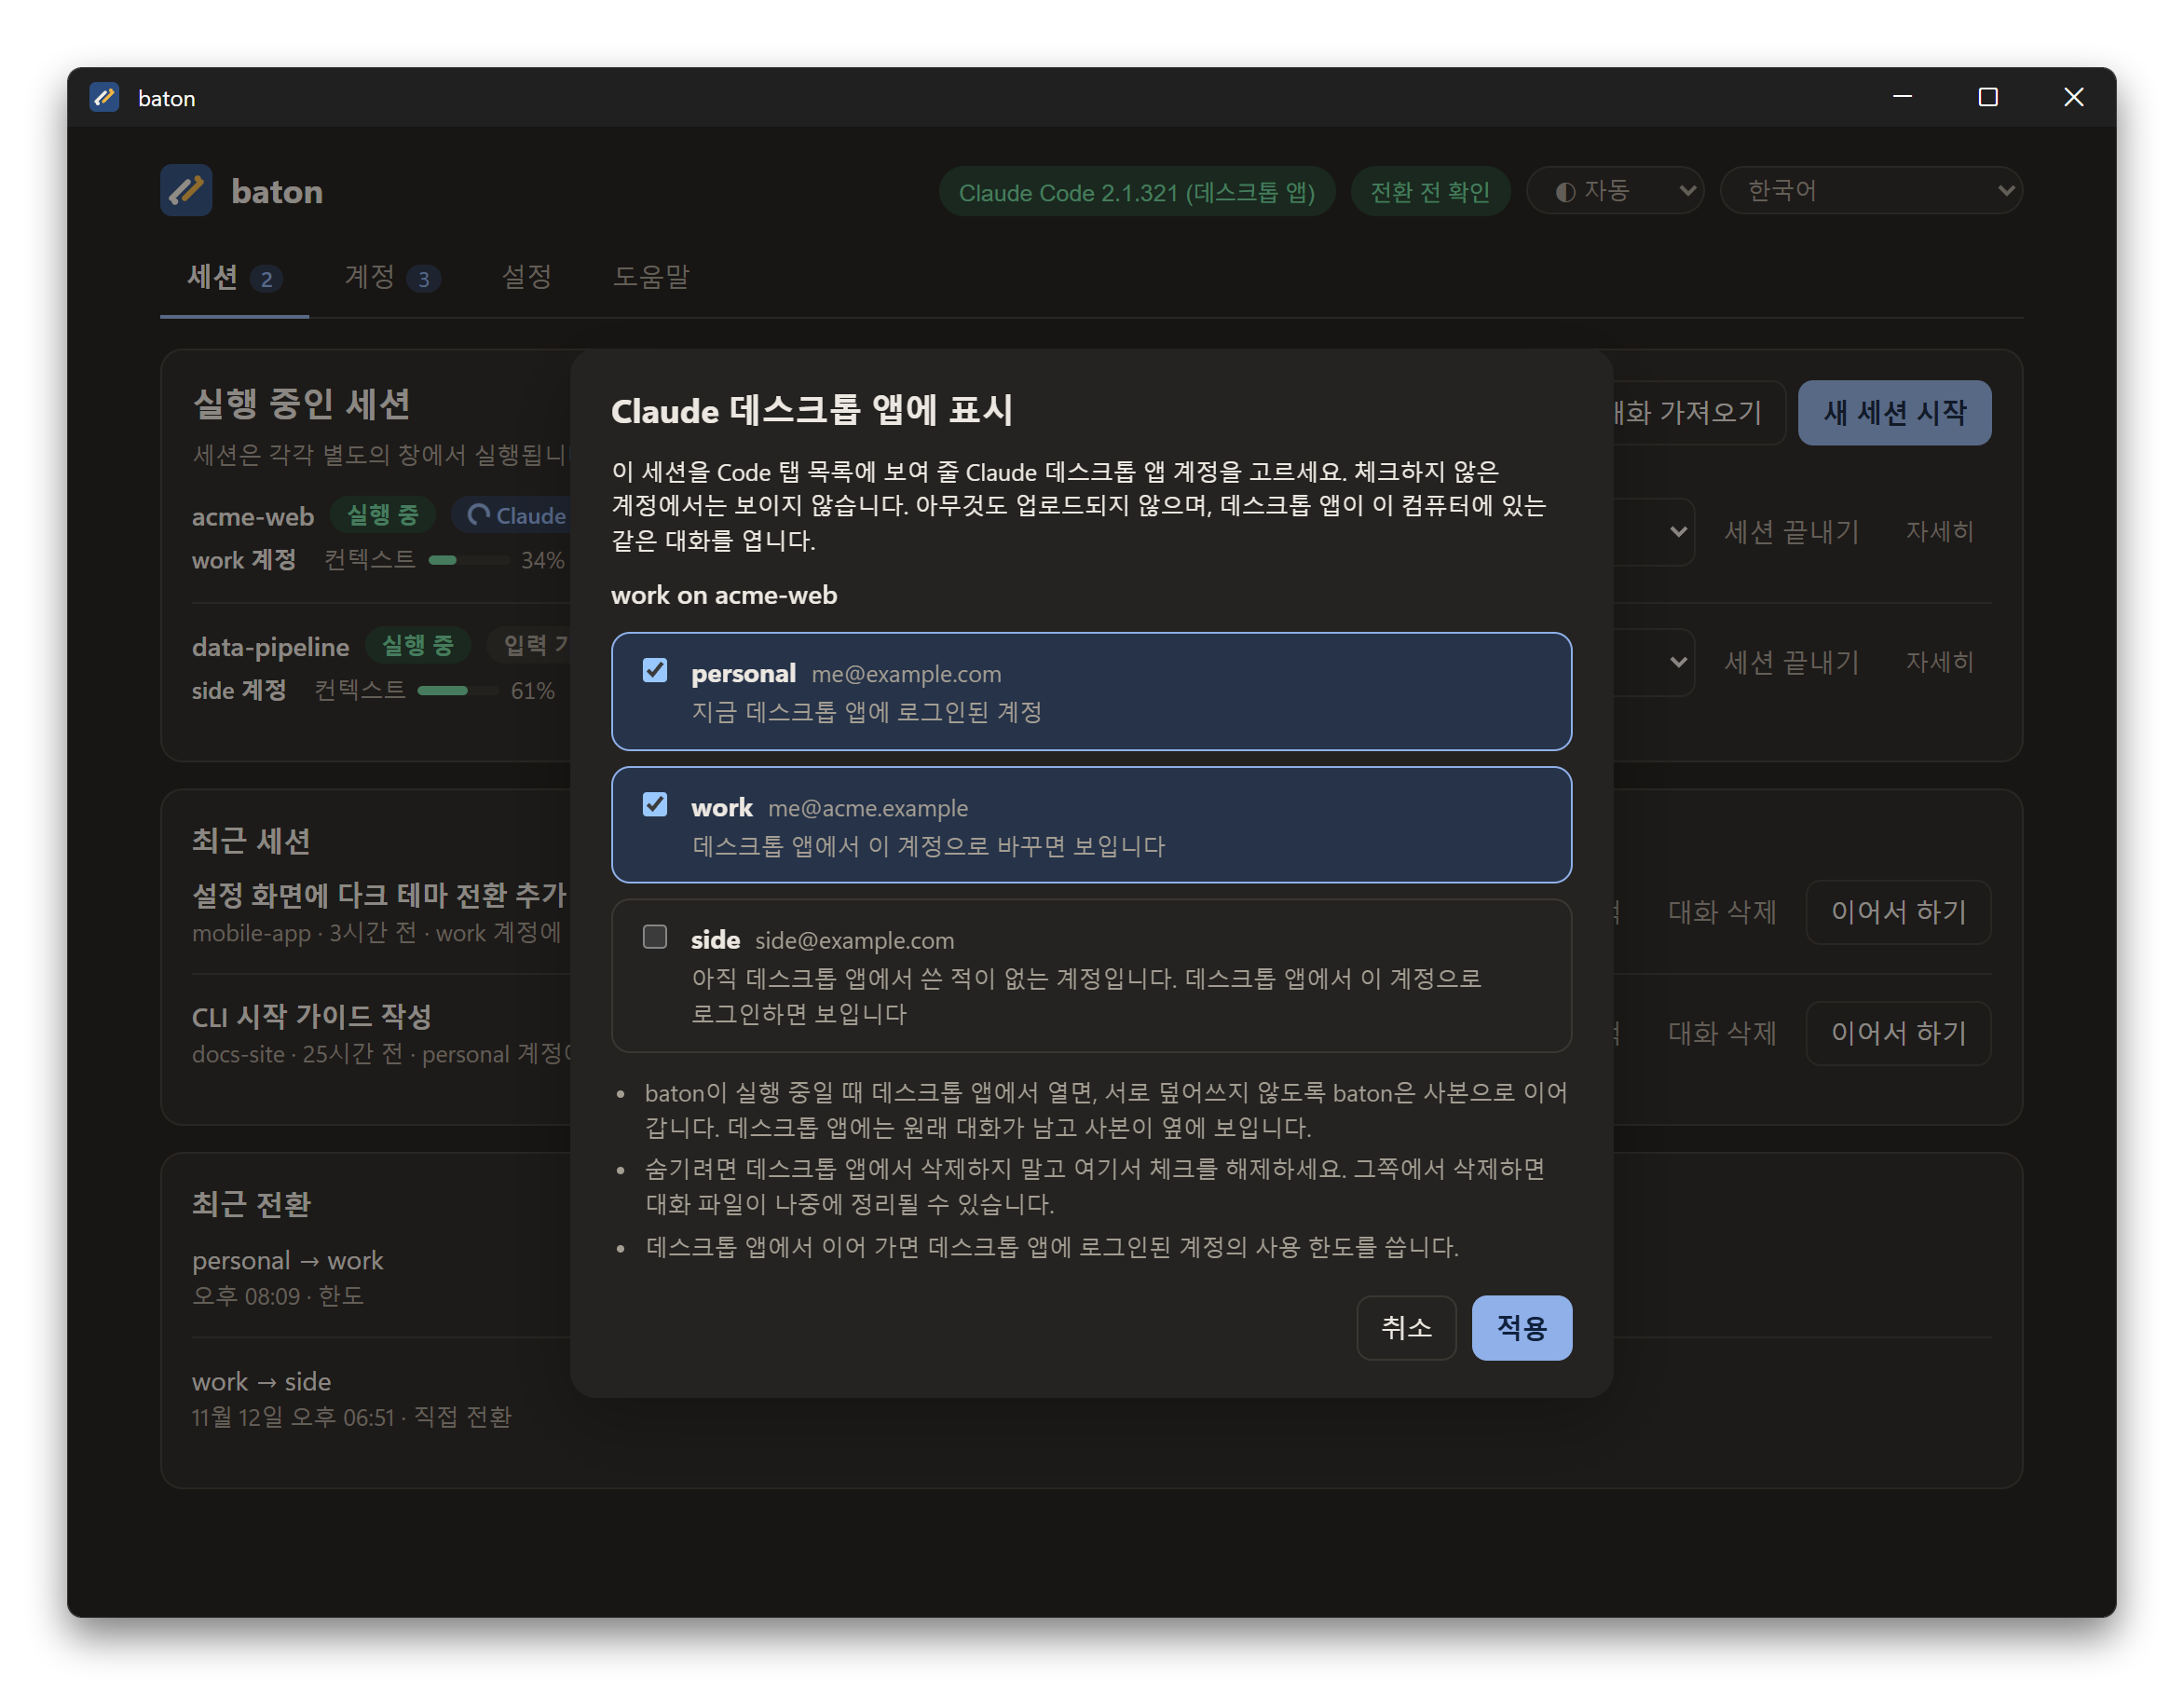 baton
baton
Claude Code 2.1.321 (데스크톱 앱)
전환 전 확인
자동
한국어
세션 2
계정 3
설정
도움말
실행 중인 세션
세션은 각각 별도의 창에서 실행됩니
가져오기
새 세션 시작
acme-web 실행 중 Claude
work 계정 컨텍스트 34%
세션 끝내기 자세히
data-pipeline 실행 중 입력
side 계정 컨텍스트 61%
세션 끝내기 자세히
최근 세션
설정 화면에 다크 테마 전환 추가
mobile-app · 3시간 전 · work 계정에
대화 삭제 이어서 하기
CLI 시작 가이드 작성
docs-site · 25시간 전 · personal
대화 삭제 이어서 하기
최근 전환
personal → work
오후 08:09 · 한도
work → side
11월 12일 오후 06:51 · 직접 전환
Claude 데스크톱 앱에 표시
이 세션을 Code 탭 목록에 보여 줄 Claude 데스크톱 앱 계정을 고르세요. 체크하지 않은
계정에서는 보이지 않습니다. 아무것도 업로드되지 않으며, 데스크톱 앱이 이 컴퓨터에 있는
같은 대화를 엽니다.
work on acme-web
personal me@example.com
지금 데스크톱 앱에 로그인된 계정
work me@acme.example
데스크톱 앱에서 이 계정으로 바꾸면 보입니다
side side@example.com
아직 데스크톱 앱에서 쓴 적이 없는 계정입니다. 데스크톱 앱에서 이 계정으로
로그인하면 보입니다
• baton이 실행 중일 때 데스크톱 앱에서 열면, 서로 덮어쓰지 않도록 baton은 사본으로 이어
갑니다. 데스크톱 앱에는 원래 대화가 남고 사본이 옆에 보입니다.
• 숨기려면 데스크톱 앱에서 삭제하지 말고 여기서 체크를 해제하세요. 그쪽에서 삭제하면
대화 파일이 나중에 정리될 수 있습니다.
• 데스크톱 앱에서 이어 가면 데스크톱 앱에 로그인된 계정의 사용 한도를 씁니다.
취소
적용